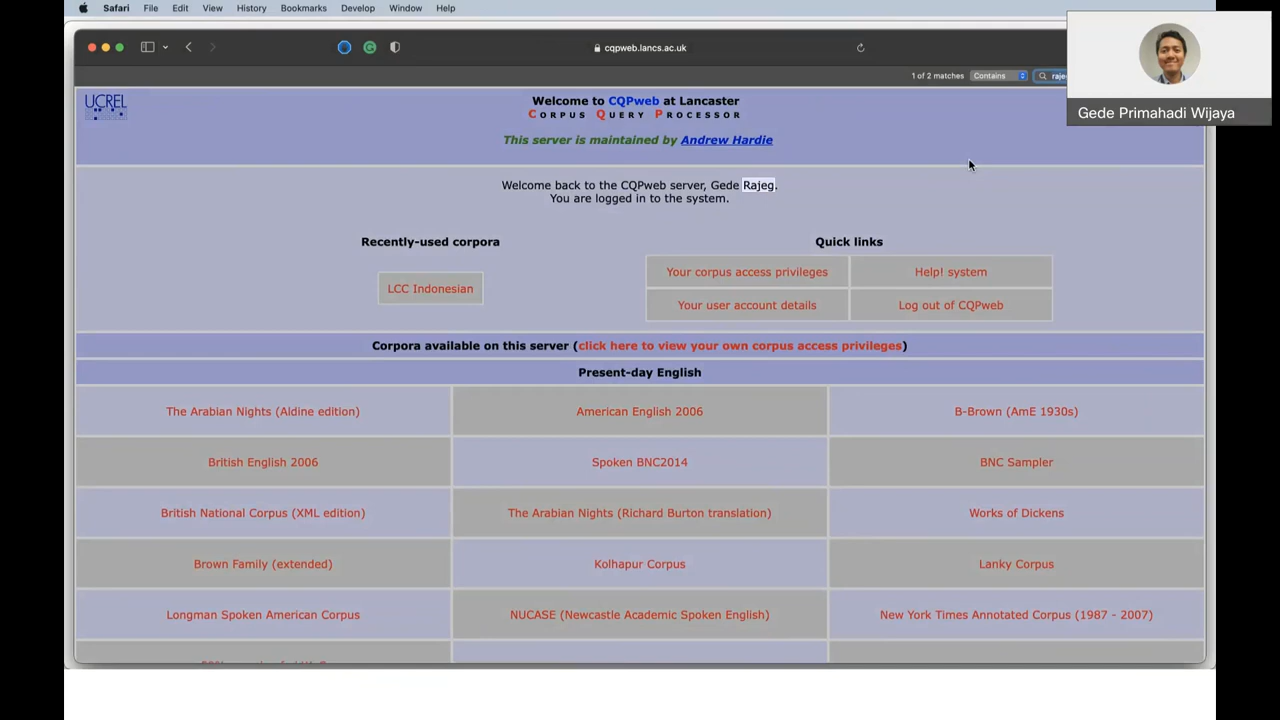 Safari File Edit View History Bookmarks Develop Window Help
cqpweb.lancs.ac.uk
1 of 2 matches Contains
Gede Primahadi Wijaya
UCREL
Welcome to CQPweb at Lancaster
CORPUS QUERY PROCESSOR
This server is maintained by Andrew Hardie
Welcome back to the CQPweb server, Gede Rajeg.
You are logged in to the system.
Recently-used corpora
LCC Indonesian
Quick links
Your corpus access privileges Help! system
Your user account details Log out of CQPweb
Corpora available on this server (click here to view your own corpus access privileges)
Present-day English
The Arabian Nights (Aldine edition) American English 2006 B-Brown (AmE 1930s)
British English 2006 Spoken BNC2014 BNC Sampler
British National Corpus (XML edition) The Arabian Nights (Richard Burton translation) Works of Dickens
Brown Family (extended) Kolhapur Corpus Lanky Corpus
Longman Spoken American Corpus NUCASE (Newcastle Academic Spoken English) New York Times Annotated Corpus (1987 - 2007)